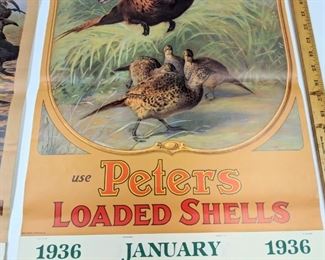 use Peters
LOADED SHELLS
1936 JANUARY 1936